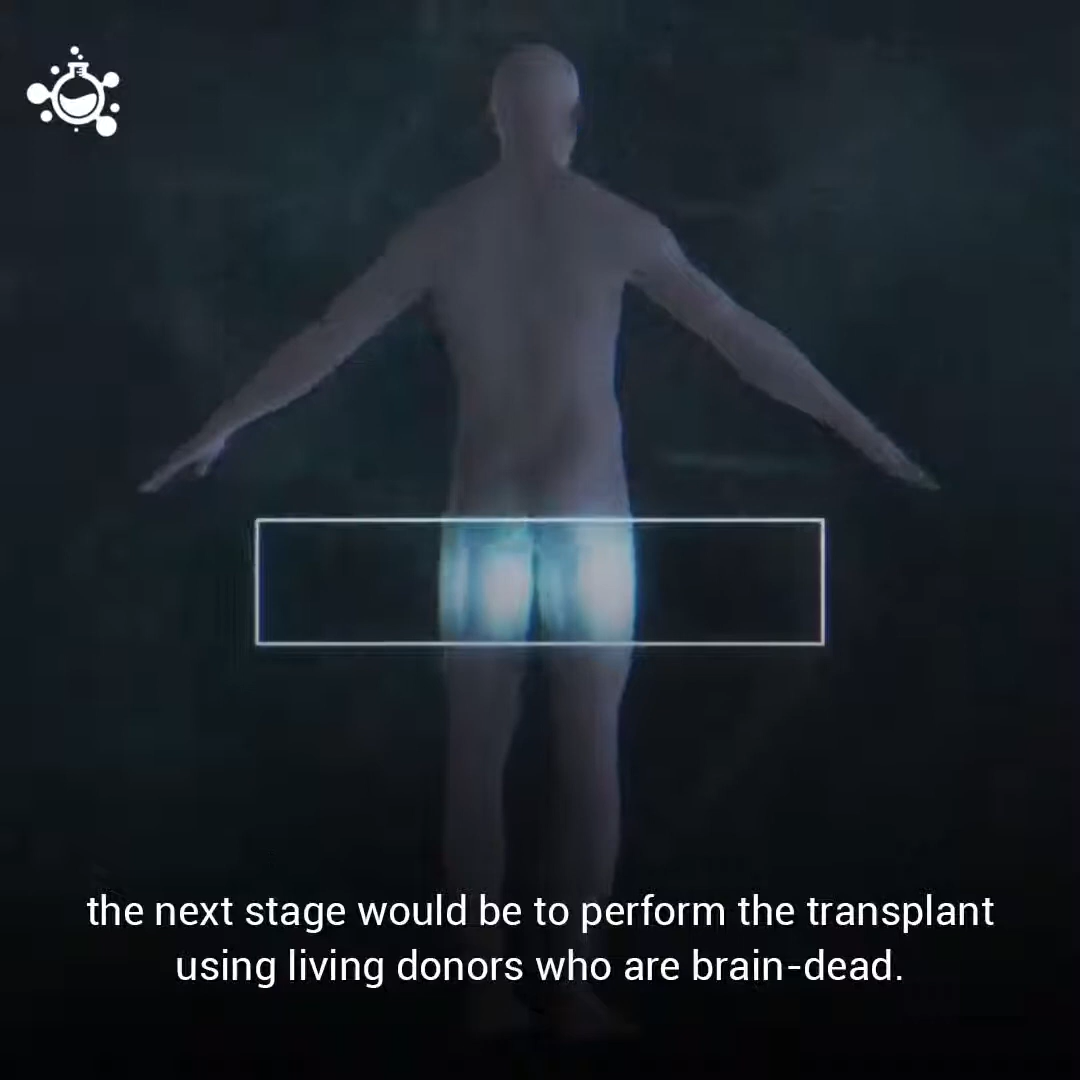 the next stage would be to perform the transplant
using living donors who are brain-dead.